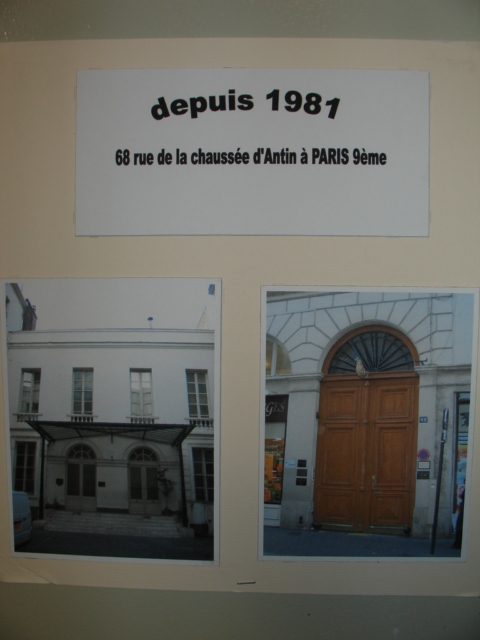 depuis 1981
68 rue de la chaussée d'Antin à PARIS 9ème